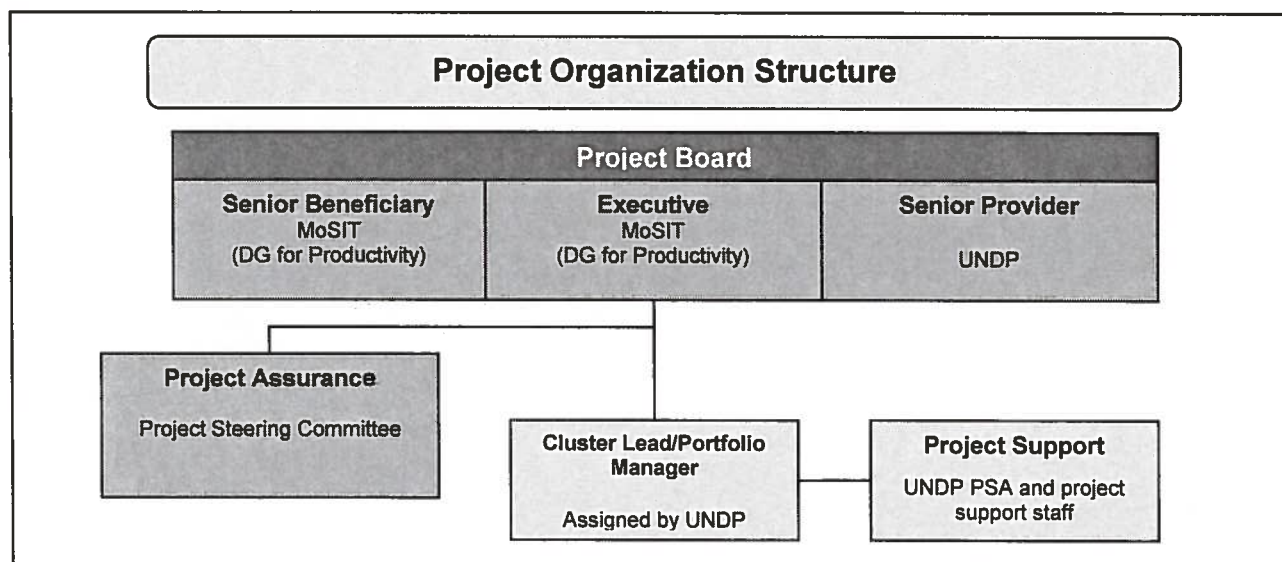 Project Organization Structure
Project Board
Senior Beneficiary
MoSIT
(DG for Productivity)
Executive
MoSIT
(DG for Productivity)
Senior Provider
UNDP
Project Assurance
Project Steering Committee
Cluster Lead/Portfolio
Manager
Assigned by UNDP
Project Support
UNDP PSA and project
support staff